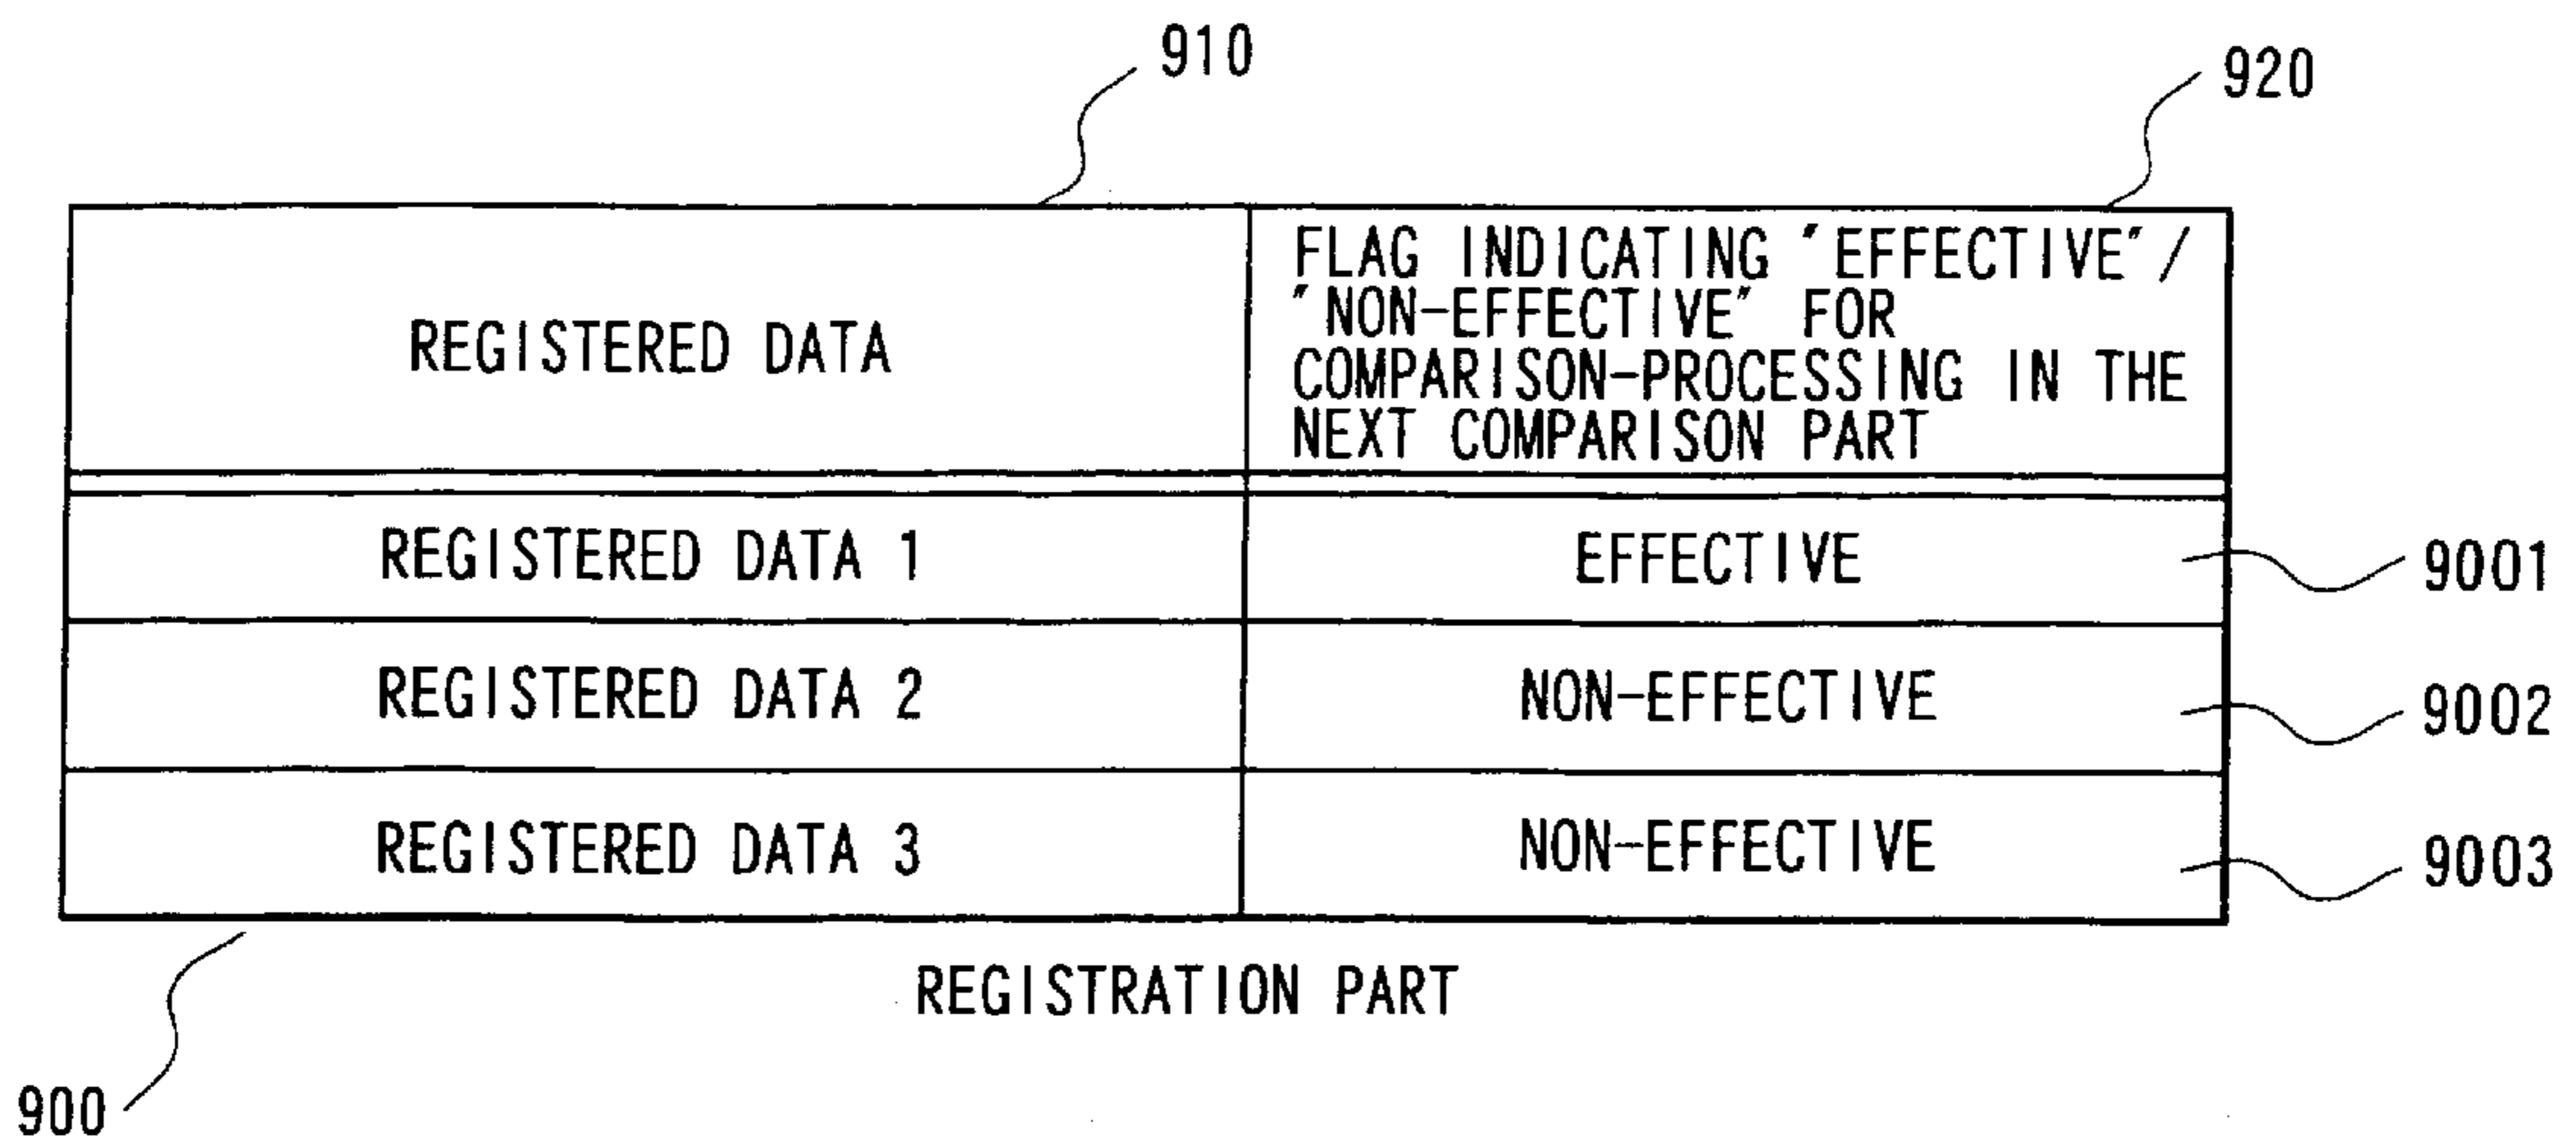 910
920
REGISTERED DATA
FLAG INDICATING "EFFECTIVE"/
"NON-EFFECTIVE" FOR
COMPARISON-PROCESSING IN THE
NEXT COMPARISON PART
REGISTERED DATA 1
EFFECTIVE
9001
REGISTERED DATA 2
NON-EFFECTIVE
9002
REGISTERED DATA 3
NON-EFFECTIVE
9003
REGISTRATION PART
900